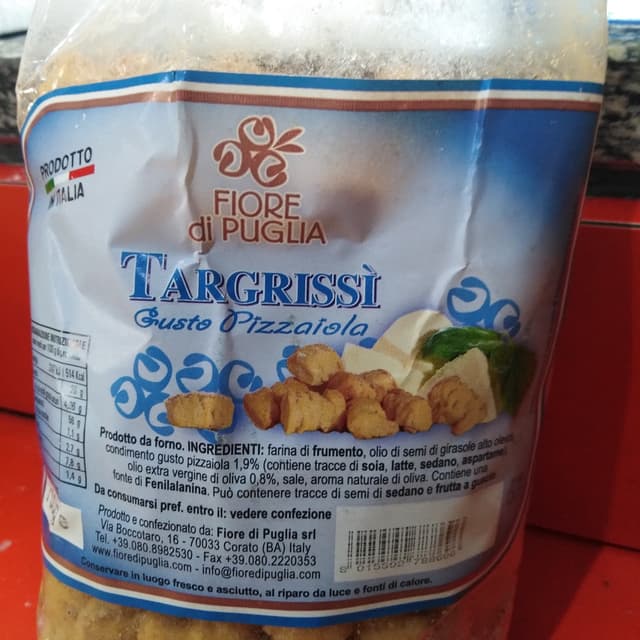 PRODOTTO
IN ITALIA
FIORE
di PUGLIA
TARGRISSÌ
Gusto Pizzaiola
514 Kcal
Prodotto da forno. INGREDIENTI: farina di frumento, olio di semi di girasole alto oleico,
condimento gusto pizzaiola 1,9% (contiene tracce di soia, latte, sedano, aspartame),
olio extra vergine di oliva 0,8%, sale, aroma naturale di oliva. Contiene una
fonte di Fenilalanina. Può contenere tracce di semi di sedano e frutta a guscio.
Da consumarsi pref. entro il: vedere confezione
Prodotto e confezionato da: Fiore di Puglia srl
Via Boccotaro, 16 - 70033 Corato (BA) Italy
Tel. +39.080.8982530 - Fax +39.080.2220353
www.fioredipuglia.com - info@fioredipuglia.com
Conservare in luogo fresco e asciutto, al riparo da luce e fonti di calore.